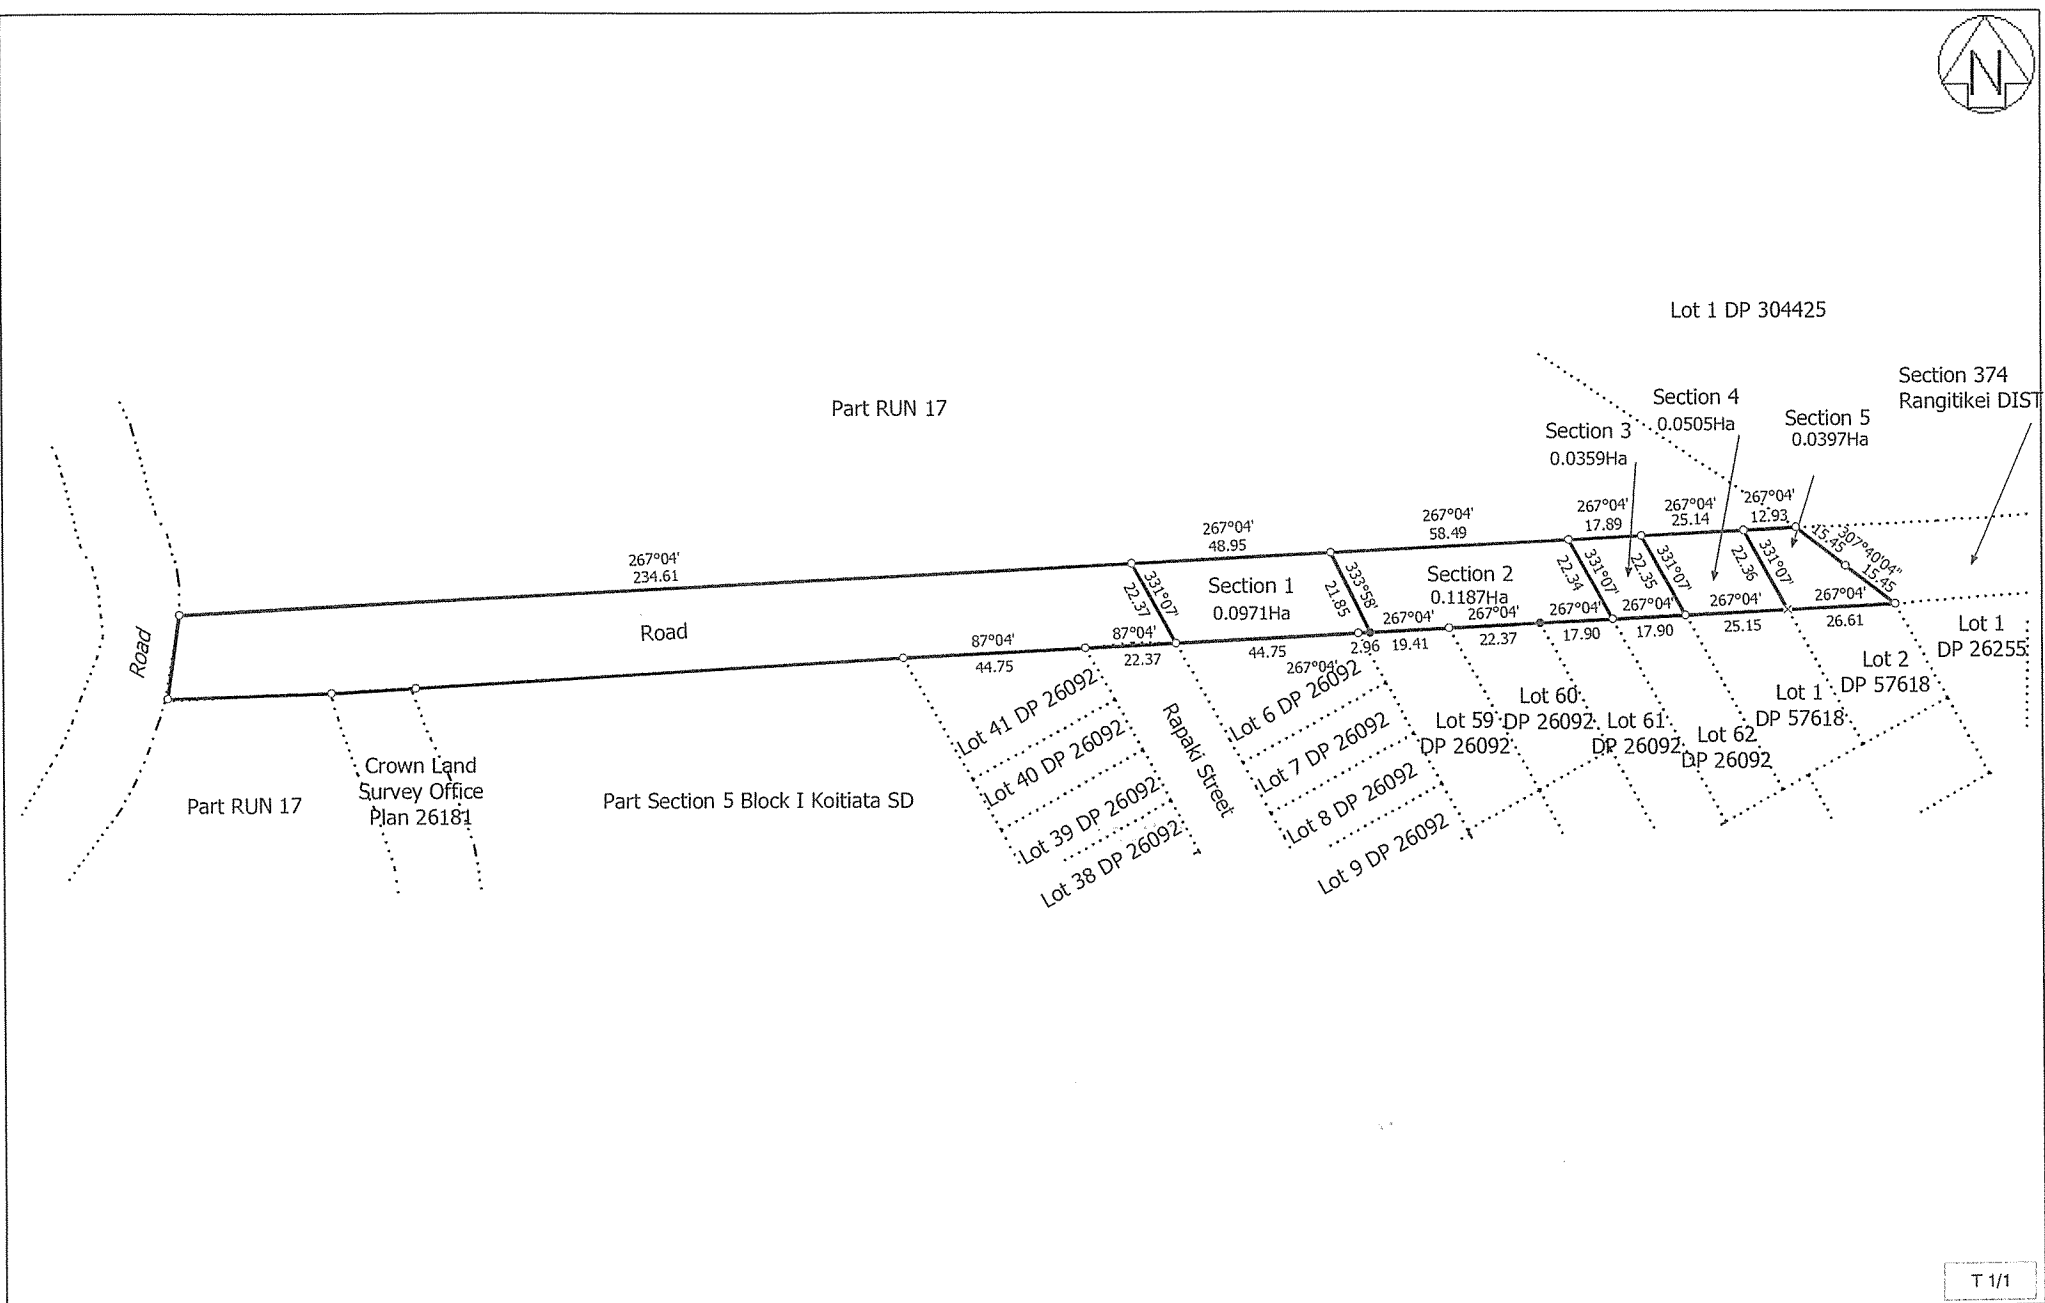 N
Lot 1 DP 304425
Section 374
Rangitikei DIST
Section 4
0.0505Ha
Section 5
0.0397Ha
Section 3
0.0359Ha
Part RUN 17
267°04'
234.61
267°04'
48.95
267°04'
58.49
267°04'
17.89
267°04'
25.14
267°04'
12.93
15.45
307°40'04"
15.45
331°07'
22.37
Section 1
0.0971Ha
333°58'
21.85
Section 2
0.1187Ha
331°07'
22.34
331°07'
22.35
331°07'
22.36
Road
Road
87°04'
44.75
87°04'
22.37
44.75
267°04'
2.96
267°04'
19.41
267°04'
22.37
267°04'
17.90
267°04'
17.90
267°04'
25.15
267°04'
26.61
Lot 1
DP 26255
Lot 2
DP 57618
Lot 1
DP 57618
Lot 62
DP 26092
Lot 61
DP 26092
Lot 60
DP 26092
Lot 59
DP 26092
Lot 6 DP 26092
Lot 7 DP 26092
Lot 8 DP 26092
Lot 9 DP 26092
Rapaki Street
Lot 41 DP 26092
Lot 40 DP 26092
Lot 39 DP 26092
Lot 38 DP 26092
Part RUN 17
Crown Land
Survey Office
Plan 26181
Part Section 5 Block I Koitiata SD
T 1/1